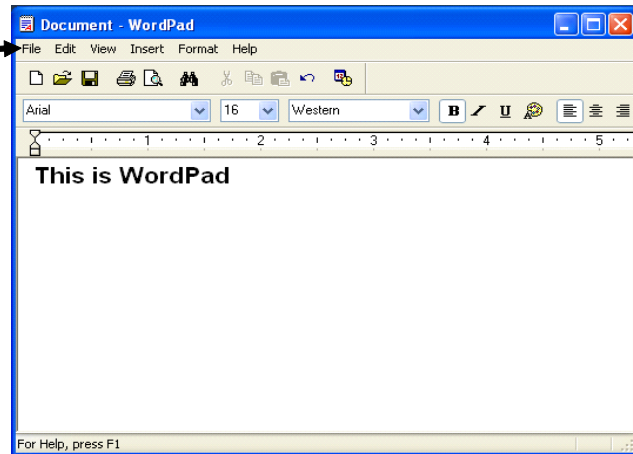 Document - WordPad
File Edit View Insert Format Help
Arial 16 Western B / U
1 2 3 4 5
This is WordPad
For Help, press F1